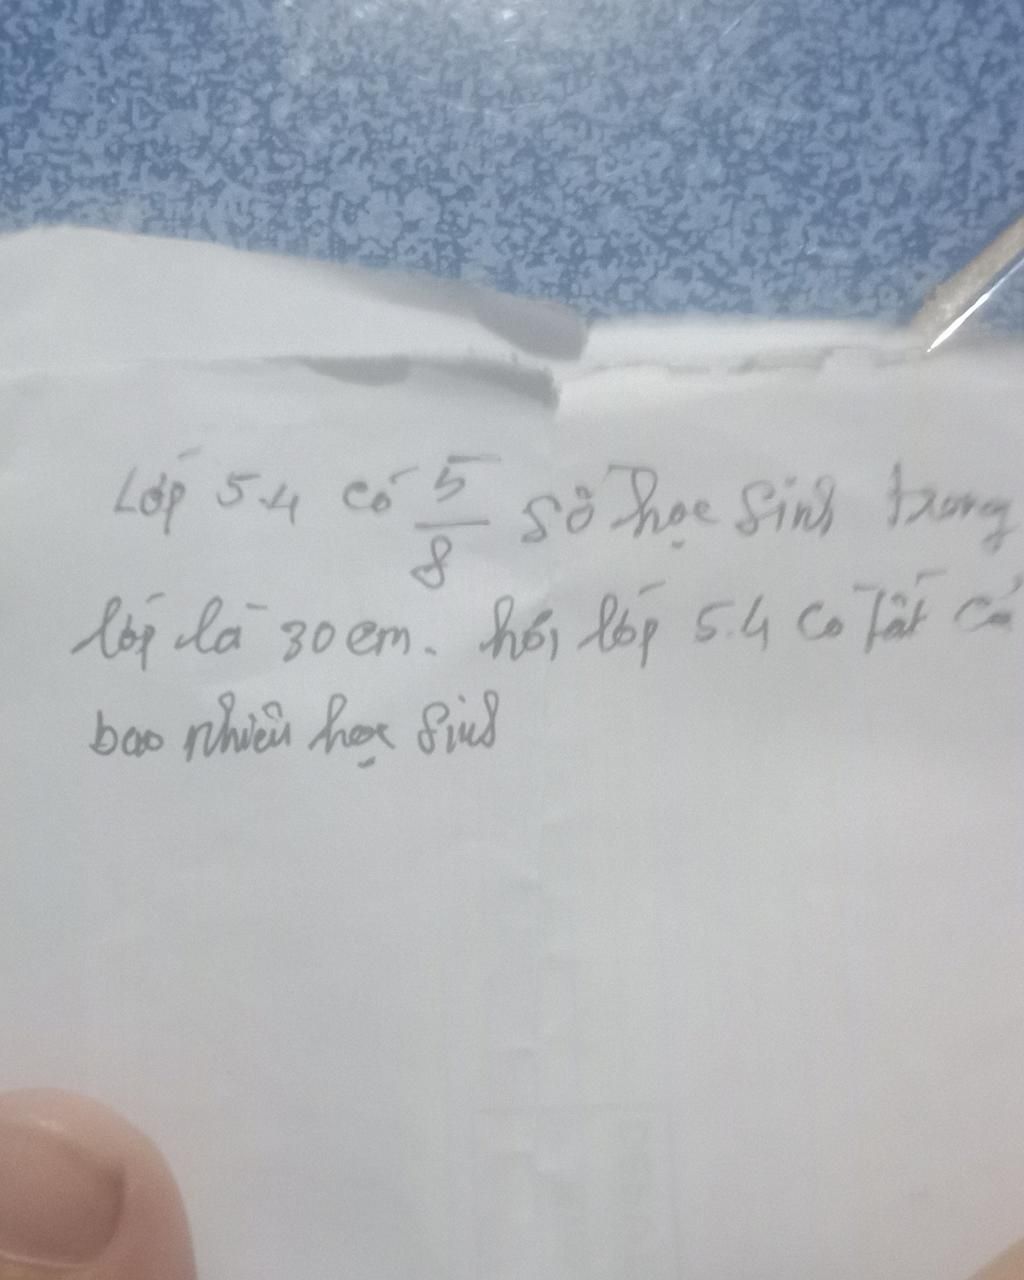 Lớp 5.4 có 5/8 số học sinh trong
lớp là 30 em. hỏi lớp 5.4 có tất cả
bao nhiêu học sinh